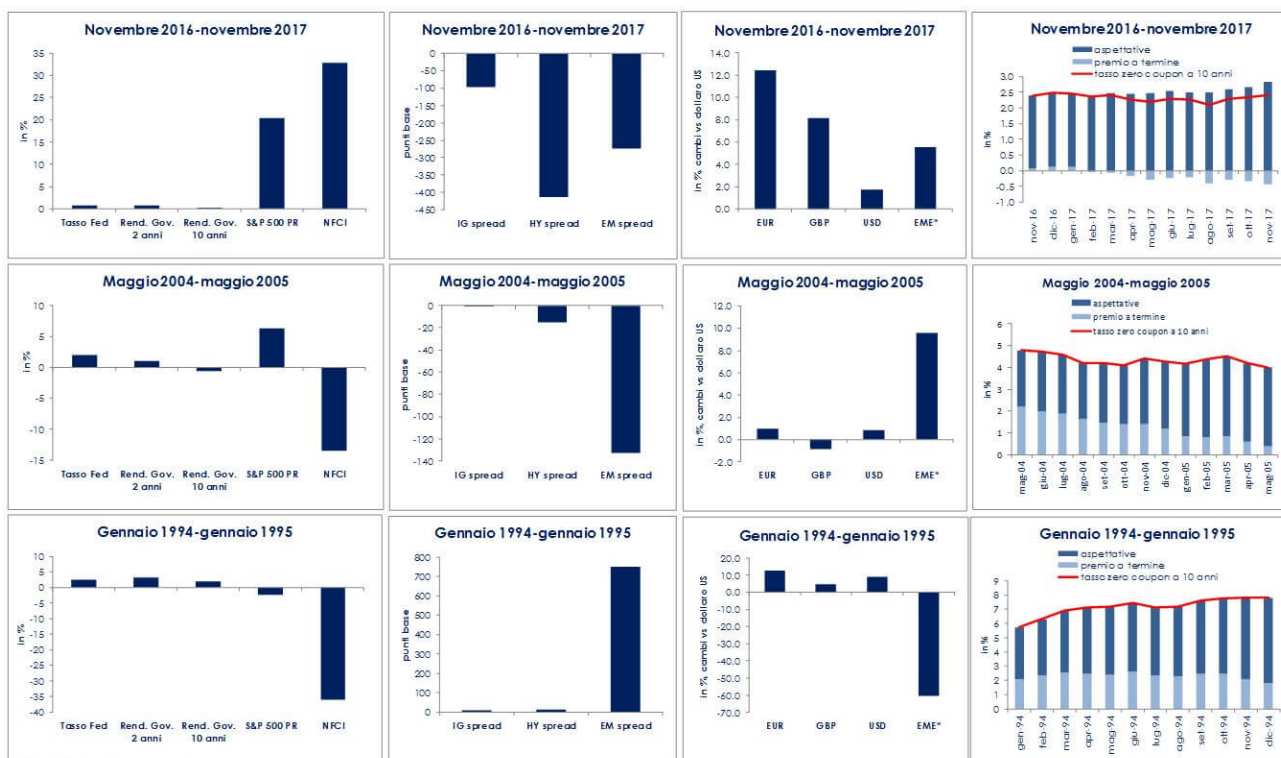 Novembre 2016-novembre 2017
35
30
25
20
15
10
5
0
in %
Tasso Fed
Rend. Gov.
2 anni
Rend. Gov.
10 anni
S&P 500 PR
NFCI
Novembre 2016-novembre 2017
0
-50
-100
-150
-200
-250
-300
-350
-400
-450
punti base
IG spread
HY spread
EM spread
Novembre 2016-novembre 2017
14.0
12.0
10.0
8.0
6.0
4.0
2.0
0.0
in %, cambi vs dollaro US
EUR
GBP
USD
EME*
Novembre 2016-novembre 2017
aspettative
premio a termine
tasso zero coupon a 10 anni
3.0
2.5
2.0
1.5
1.0
0.5
0.0
-0.5
-1.0
in %
nov-16
dic-16
gen-17
feb-17
mar-17
apr-17
mag-17
giu-17
lug-17
ago-17
set-17
ott-17
nov-17
Maggio 2004-maggio 2005
10
5
0
-5
-10
-15
in %
Tasso Fed
Rend. Gov.
2 anni
Rend. Gov.
10 anni
S&P 500 PR
NFCI
Maggio 2004-maggio 2005
0
-20
-40
-60
-80
-100
-120
-140
punti base
IG spread
HY spread
EM spread
Maggio 2004-maggio 2005
12.0
10.0
8.0
6.0
4.0
2.0
0.0
-2.0
in %, cambi vs dollaro US
EUR
GBP
USD
EME*
Maggio 2004-maggio 2005
aspettative
premio a termine
tasso zero coupon a 10 anni
6
5
4
3
2
1
0
in %
mag-04
giu-04
lug-04
ago-04
set-04
ott-04
nov-04
dic-04
gen-05
feb-05
mar-05
apr-05
mag-05
Gennaio 1994-gennaio 1995
10
5
0
-5
-10
-15
-20
-25
-30
-35
-40
in %
Tasso Fed
Rend. Gov.
2 anni
Rend. Gov.
10 anni
S&P 500 PR
NFCI
Gennaio 1994-gennaio 1995
800
700
600
500
400
300
200
100
0
punti base
IG spread
HY spread
EM spread
Gennaio 1994-gennaio 1995
20.0
10.0
0.0
-10.0
-20.0
-30.0
-40.0
-50.0
-60.0
-70.0
in %, cambi vs dollaro US
EUR
GBP
USD
EME*
Gennaio 1994-gennaio 1995
aspettative
premio a termine
tasso zero coupon a 10 anni
9
8
7
6
5
4
3
2
1
0
in %
gen-94
feb-94
mar-94
apr-94
mag-94
giu-94
lug-94
ago-94
set-94
ott-94
nov-94
dic-94